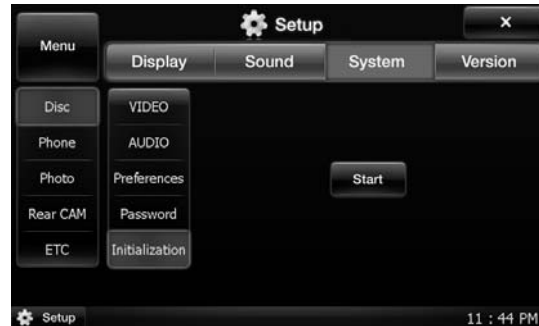 Setup
×
Menu
Display
Sound
System
Version
Disc
VIDEO
Phone
AUDIO
Photo
Preferences
Start
Rear CAM
Password
ETC
Initialization
Setup
11 : 44 PM